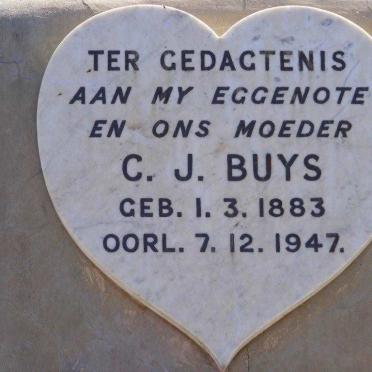 TER GEDAGTENIS
AAN MY EGGENOTE
EN ONS MOEDER
C. J. BUYS
GEB. 1. 3. 1883
OORL. 7. 12. 1947.